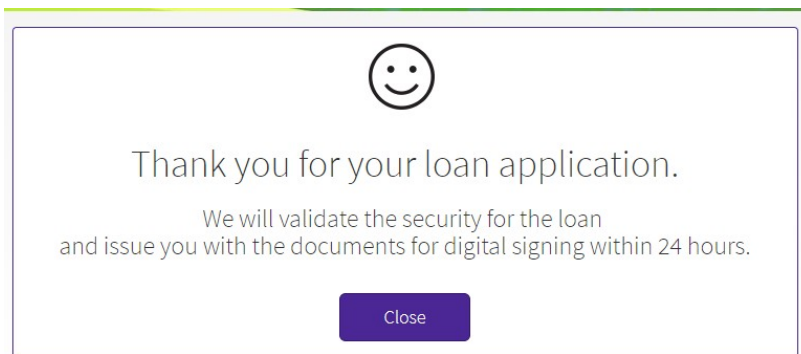 Thank you for your loan application.
We will validate the security for the loan
and issue you with the documents for digital signing within 24 hours.
Close